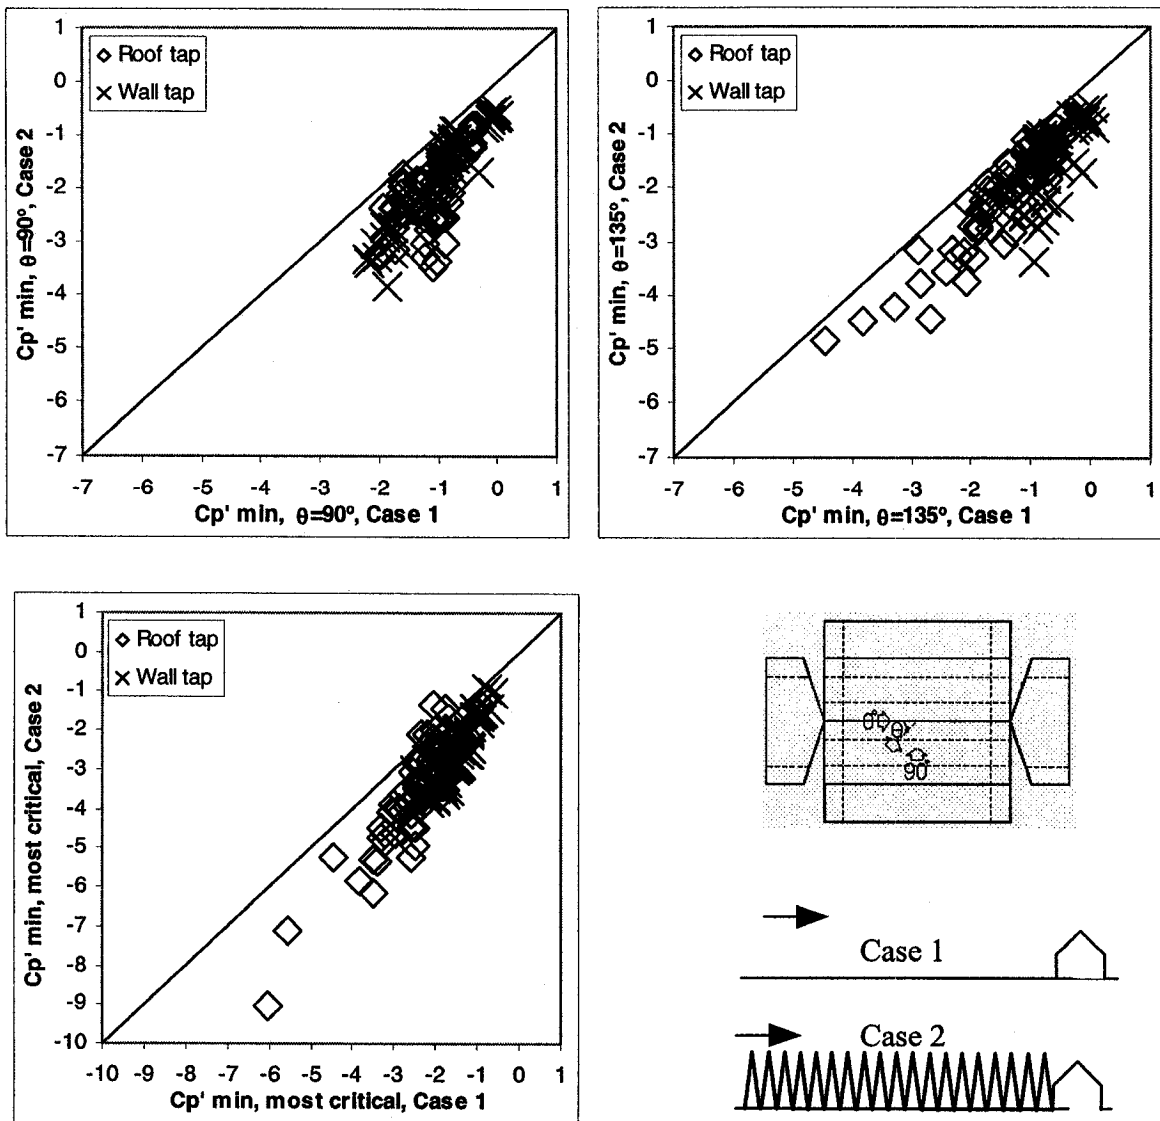 1
0
-1
-2
-3
-4
-5
-6
-7
Roof tap
Wall tap
Cp' min, θ=90º, Case 2
-7 -6 -5 -4 -3 -2 -1 0 1
Cp' min, θ=90º, Case 1
1
0
-1
-2
-3
-4
-5
-6
-7
Roof tap
Wall tap
Cp' min, θ=135º, Case 2
-7 -6 -5 -4 -3 -2 -1 0 1
Cp' min, θ=135º, Case 1
1
0
-1
-2
-3
-4
-5
-6
-7
-8
-9
-10
Roof tap
Wall tap
Cp' min, most critical, Case 2
-10 -9 -8 -7 -6 -5 -4 -3 -2 -1 0 1
Cp' min, most critical, Case 1
0°
θ
90°
Case 1
Case 2